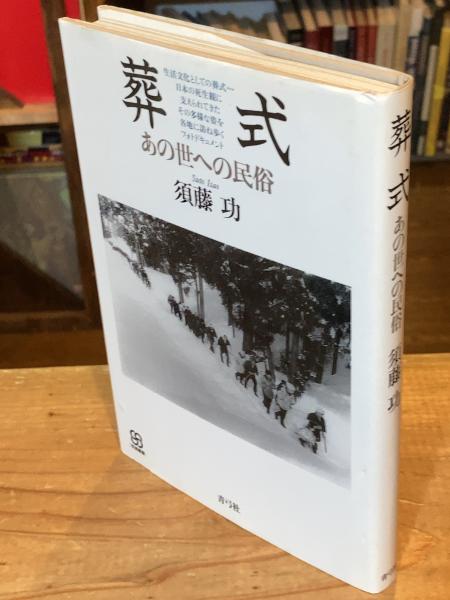 葬式
生活文化としての葬式――
日本の死生観に
支えられてきた
その多様な姿を
各地に訪ね歩く
フォトドキュメント
あの世への民俗
Sudo Isao
須藤 功
青弓社
葬式 あの世への民俗 須藤 功